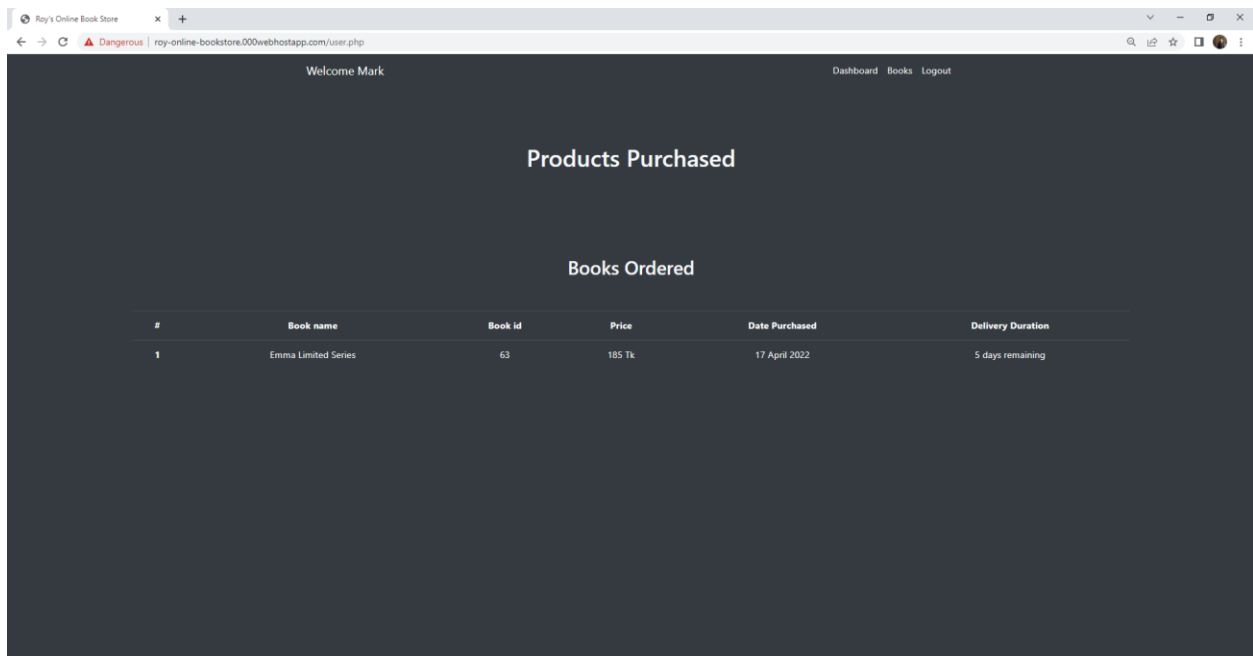 Roy's Online Book Store
Dangerous | roy-online-bookstore.000webhostapp.com/user.php
Welcome Mark Dashboard Books Logout
Products Purchased
Books Ordered
# Book name Book id Price Date Purchased Delivery Duration
1 Emma Limited Series 63 185 Tk 17 April 2022 5 days remaining